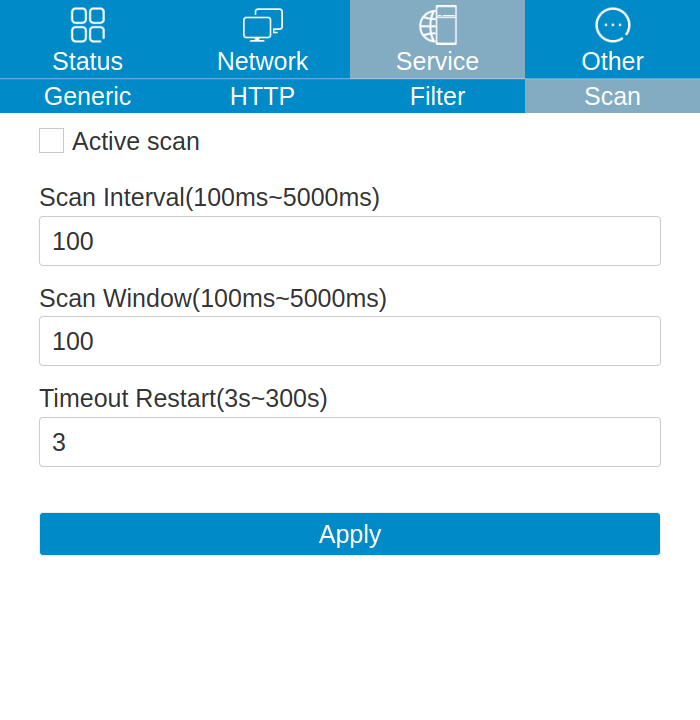 Status Network Service Other
Generic HTTP Filter Scan
Active scan
Scan Interval(100ms~5000ms)
100
Scan Window(100ms~5000ms)
100
Timeout Restart(3s~300s)
3
Apply